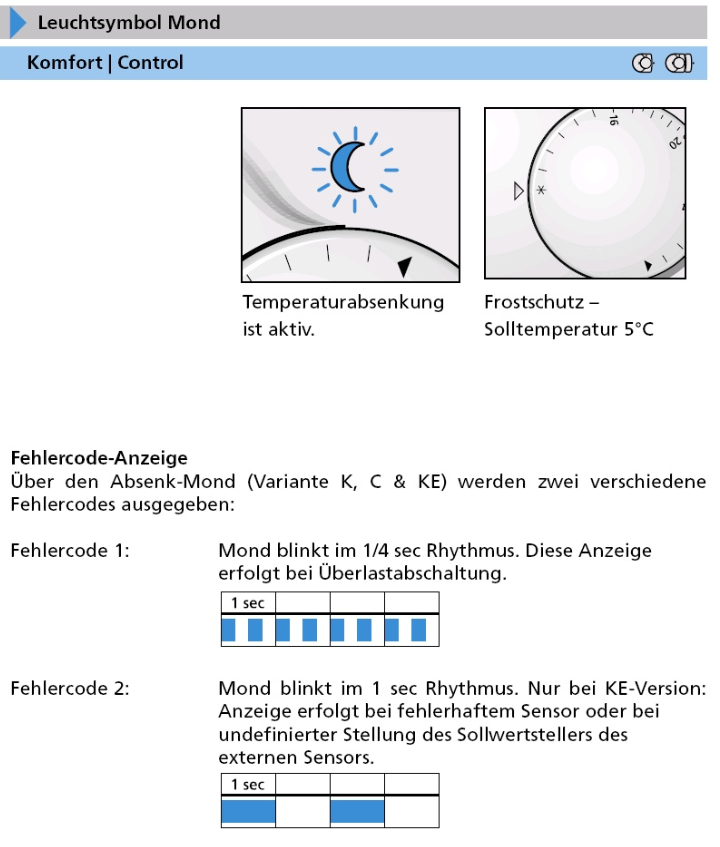 Leuchtsymbol Mond
Komfort | Control
16
20
Temperaturabsenkung
ist aktiv.
Frostschutz –
Solltemperatur 5°C
Fehlercode-Anzeige
Über den Absenk-Mond (Variante K, C & KE) werden zwei verschiedene
Fehlercodes ausgegeben:
Fehlercode 1:
Mond blinkt im 1/4 sec Rhythmus. Diese Anzeige
erfolgt bei Überlastabschaltung.
1 sec
Fehlercode 2:
Mond blinkt im 1 sec Rhythmus. Nur bei KE-Version:
Anzeige erfolgt bei fehlerhaftem Sensor oder bei
undefinierter Stellung des Sollwertstellers des
externen Sensors.
1 sec